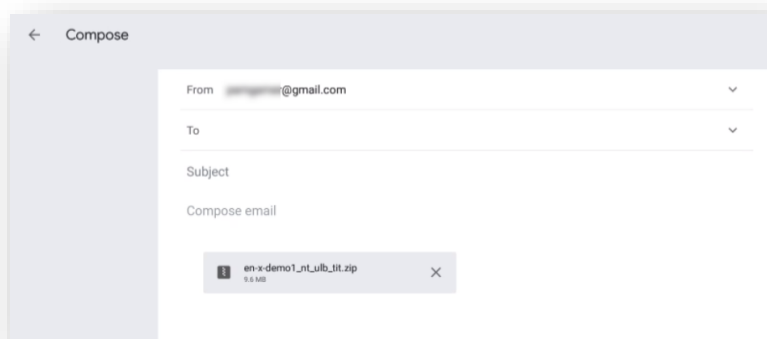 Compose
From @gmail.com
To
Subject
Compose email
en-x-demo1_nt_ulb_tit.zip
9.6 MB